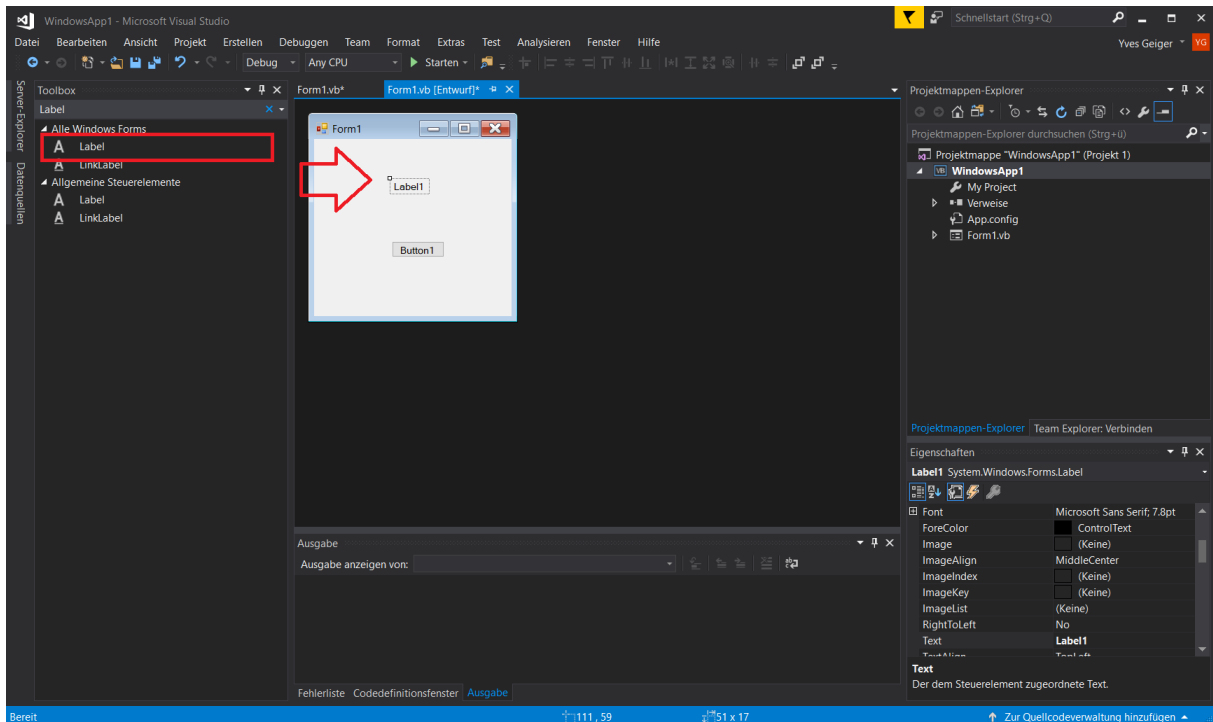 WindowsApp1 - Microsoft Visual Studio
Schnellstart (Strg+Q)
Datei Bearbeiten Ansicht Projekt Erstellen Debuggen Team Format Extras Test Analysieren Fenster Hilfe
Yves Geiger YG
Debug Any CPU Starten
Server-Explorer
Datenquellen
Toolbox
Label
Alle Windows Forms
A Label
A LinkLabel
Allgemeine Steuerelemente
A Label
A LinkLabel
Form1.vb* Form1.vb [Entwurf]*
Form1
Label1
Button1
Ausgabe
Ausgabe anzeigen von:
Fehlerliste Codedefinitionsfenster Ausgabe
Projektmappen-Explorer
Projektmappen-Explorer durchsuchen (Strg+ü)
Projektmappe "WindowsApp1" (Projekt 1)
VB WindowsApp1
My Project
Verweise
App.config
Form1.vb
Projektmappen-Explorer Team Explorer: Verbinden
Eigenschaften
Label1 System.Windows.Forms.Label
Font Microsoft Sans Serif; 7.8pt
ForeColor ControlText
Image (Keine)
ImageAlign MiddleCenter
ImageIndex (Keine)
ImageKey (Keine)
ImageList (Keine)
RightToLeft No
Text Label1
TextAlign TopLeft
Text
Der dem Steuerelement zugeordnete Text.
Bereit 111 , 59 51 x 17 Zur Quellcodeverwaltung hinzufügen